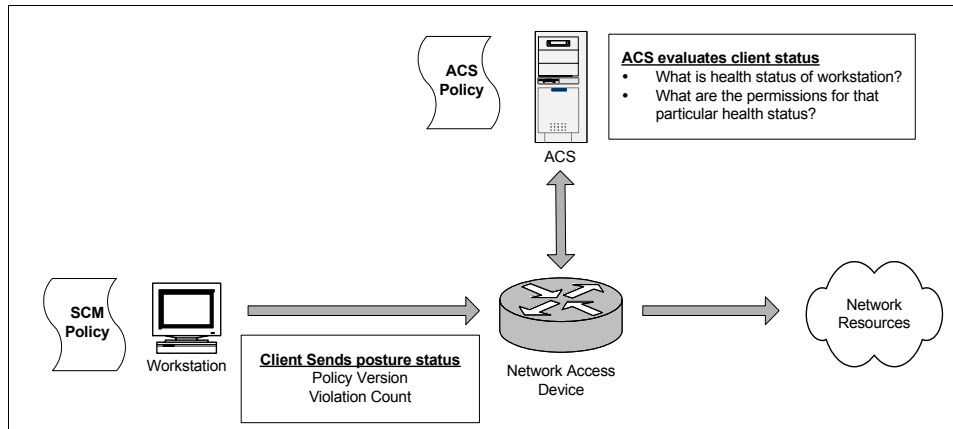 ACS
Policy
ACS evaluates client status
• What is health status of workstation?
• What are the permissions for that
particular health status?
ACS
SCM
Policy
Workstation
Client Sends posture status
Policy Version
Violation Count
Network Access
Device
Network
Resources